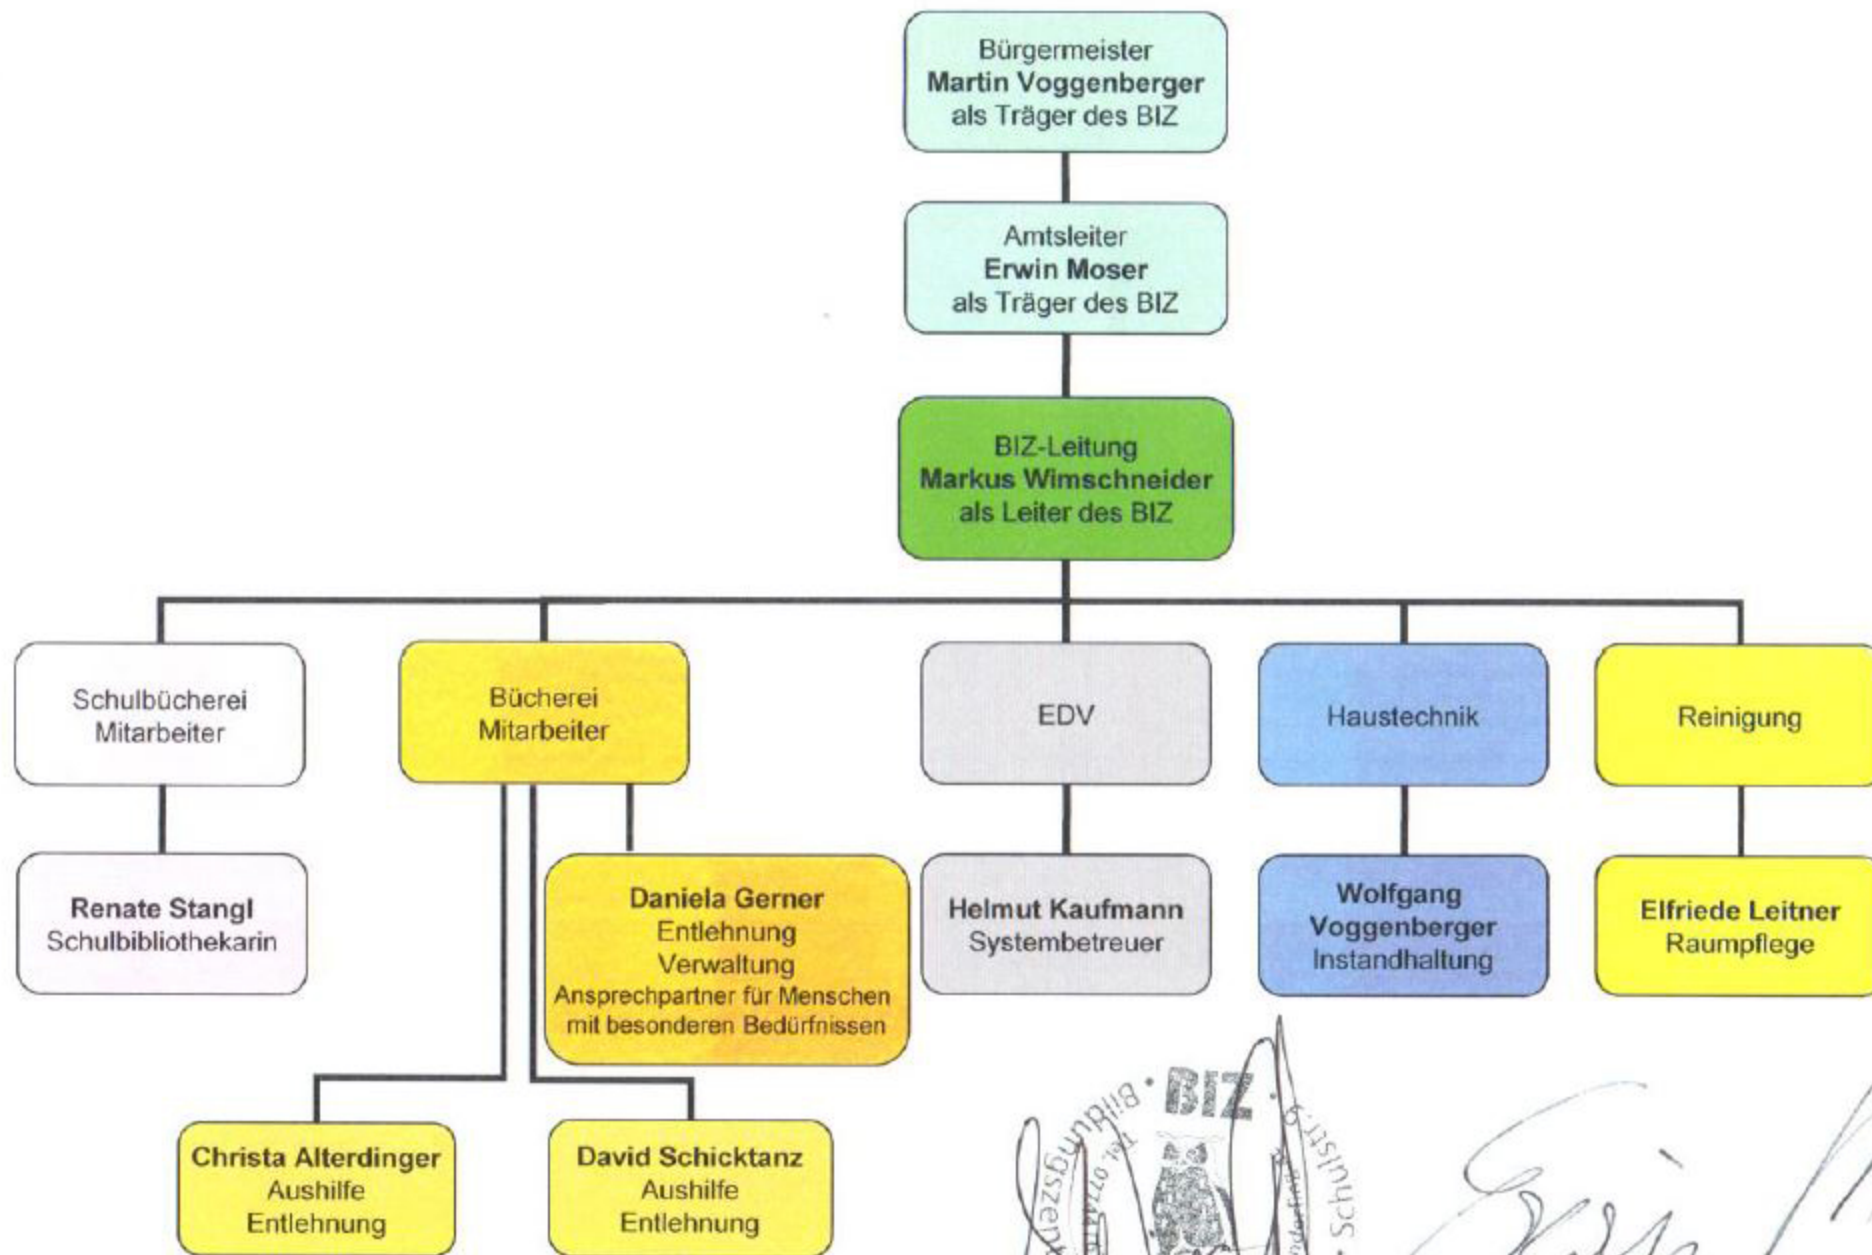 Bürgermeister
Martin Voggenberger
als Träger des BIZ
Amtsleiter
Erwin Moser
als Träger des BIZ
BIZ-Leitung
Markus Wimschneider
als Leiter des BIZ
Schulbücherei
Mitarbeiter
Bücherei
Mitarbeiter
EDV
Haustechnik
Reinigung
Renate Stangl
Schulbibliothekarin
Daniela Gerner
Entlehnung
Verwaltung
Ansprechpartner für Menschen
mit besonderen Bedürfnissen
Helmut Kaufmann
Systembetreuer
Wolfgang
Voggenberger
Instandhaltung
Elfriede Leitner
Raumpflege
Christa Alterdinger
Aushilfe
Entlehnung
David Schicktanz
Aushilfe
Entlehnung
BIZ
Schulstr. 9